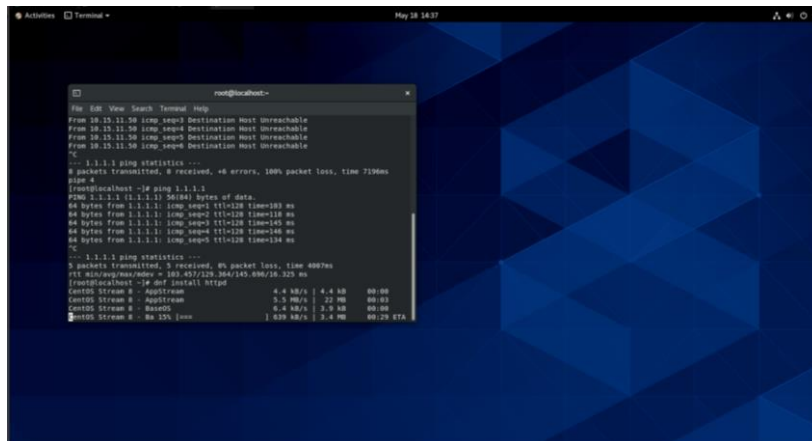 Activities Terminal May 18 14:37
root@localhost:~
File Edit View Search Terminal Help
From 10.15.11.50 icmp_seq=3 Destination Host Unreachable
From 10.15.11.50 icmp_seq=4 Destination Host Unreachable
From 10.15.11.50 icmp_seq=5 Destination Host Unreachable
From 10.15.11.50 icmp_seq=6 Destination Host Unreachable
^C
--- 1.1.1.1 ping statistics ---
8 packets transmitted, 0 received, +6 errors, 100% packet loss, time 7196ms
pipe 4
[root@localhost ~]# ping 1.1.1.1
PING 1.1.1.1 (1.1.1.1) 56(84) bytes of data.
64 bytes from 1.1.1.1: icmp_seq=1 ttl=128 time=103 ms
64 bytes from 1.1.1.1: icmp_seq=2 ttl=128 time=118 ms
64 bytes from 1.1.1.1: icmp_seq=3 ttl=128 time=145 ms
64 bytes from 1.1.1.1: icmp_seq=4 ttl=128 time=146 ms
64 bytes from 1.1.1.1: icmp_seq=5 ttl=128 time=134 ms
^C
--- 1.1.1.1 ping statistics ---
5 packets transmitted, 5 received, 0% packet loss, time 4007ms
rtt min/avg/max/mdev = 103.457/129.364/145.696/16.325 ms
[root@localhost ~]# dnf install httpd
CentOS Stream 8 - AppStream 4.4 kB/s | 4.4 kB 00:00
CentOS Stream 8 - AppStream 5.5 MB/s | 22 MB 00:03
CentOS Stream 8 - BaseOS 6.4 kB/s | 3.9 kB 00:00
CentOS Stream 8 - Ba 15% [=== ] 639 kB/s | 3.4 MB 00:29 ETA